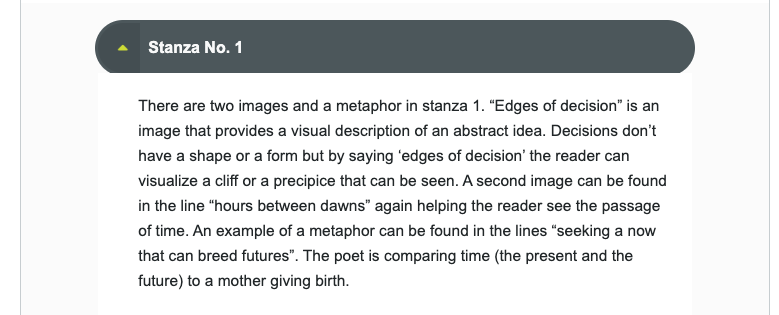 Stanza No. 1
There are two images and a metaphor in stanza 1. “Edges of decision” is an
image that provides a visual description of an abstract idea. Decisions don’t
have a shape or a form but by saying ‘edges of decision’ the reader can
visualize a cliff or a precipice that can be seen. A second image can be found
in the line “hours between dawns” again helping the reader see the passage
of time. An example of a metaphor can be found in the lines “seeking a now
that can breed futures”. The poet is comparing time (the present and the
future) to a mother giving birth.